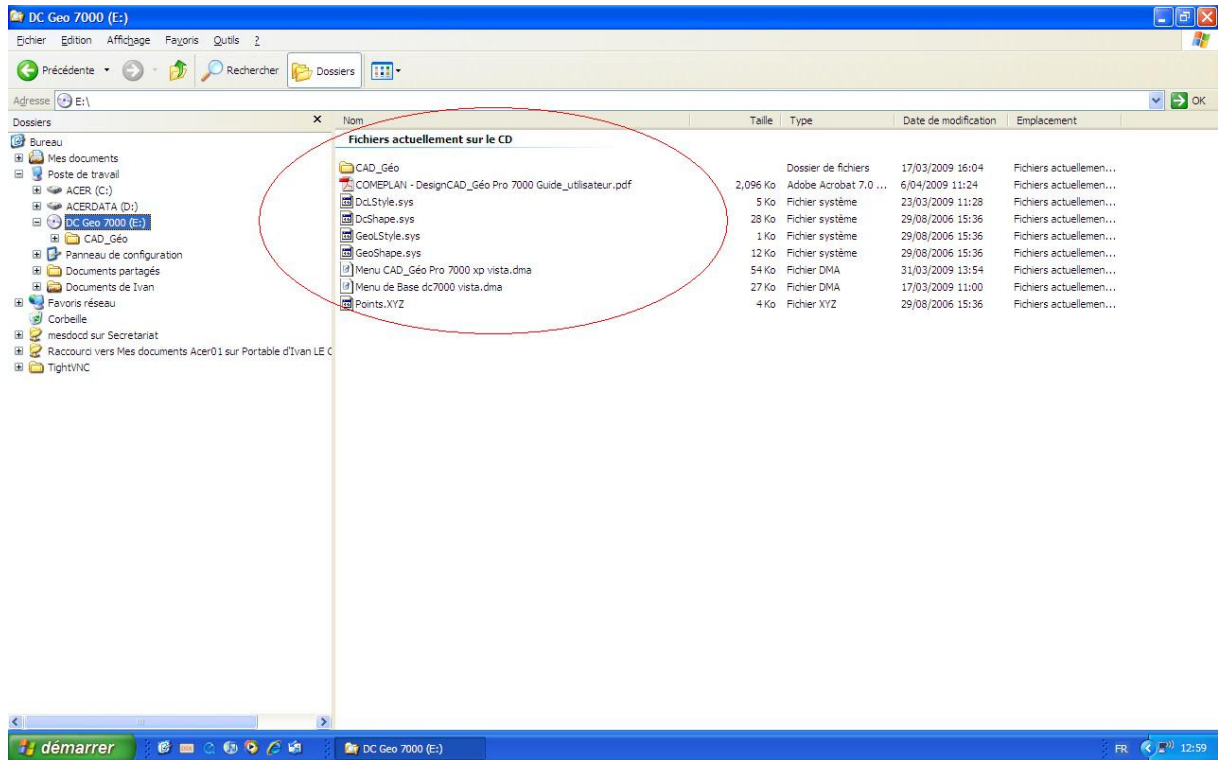 DC Geo 7000 (E:)
Fichier Edition Affichage Favoris Outils ?
Précédente Rechercher Dossiers
Adresse E:\ OK
Dossiers
Bureau
Mes documents
Poste de travail
ACER (C:)
ACERDATA (D:)
DC Geo 7000 (E:)
CAD_Géo
Panneau de configuration
Documents partagés
Documents de Ivan
Favoris réseau
Corbeille
mesdocd sur Secretariat
Raccourci vers Mes documents Acer01 sur Portable d'Ivan LE
TightVNC
Nom Taille Type Date de modification Emplacement
Fichiers actuellement sur le CD
CAD_Géo Dossier de fichiers 17/03/2009 16:04 Fichiers actuellemen...
COMEPLAN - DesignCAD_Géo Pro 7000 Guide_utilisateur.pdf 2,096 Ko Adobe Acrobat 7.0 ... 6/04/2009 11:24 Fichiers actuellemen...
DcLStyle.sys 5 Ko Fichier système 23/03/2009 11:28 Fichiers actuellemen...
DcShape.sys 28 Ko Fichier système 29/08/2006 15:36 Fichiers actuellemen...
GeoLStyle.sys 1 Ko Fichier système 29/08/2006 15:36 Fichiers actuellemen...
GeoShape.sys 12 Ko Fichier système 29/08/2006 15:36 Fichiers actuellemen...
Menu CAD_Géo Pro 7000 xp vista.dma 54 Ko Fichier DMA 31/03/2009 13:54 Fichiers actuellemen...
Menu de Base dc7000 vista.dma 27 Ko Fichier DMA 17/03/2009 11:00 Fichiers actuellemen...
Points.XYZ 4 Ko Fichier XYZ 29/08/2006 15:36 Fichiers actuellemen...
démarrer DC Geo 7000 (E:) FR 12:59